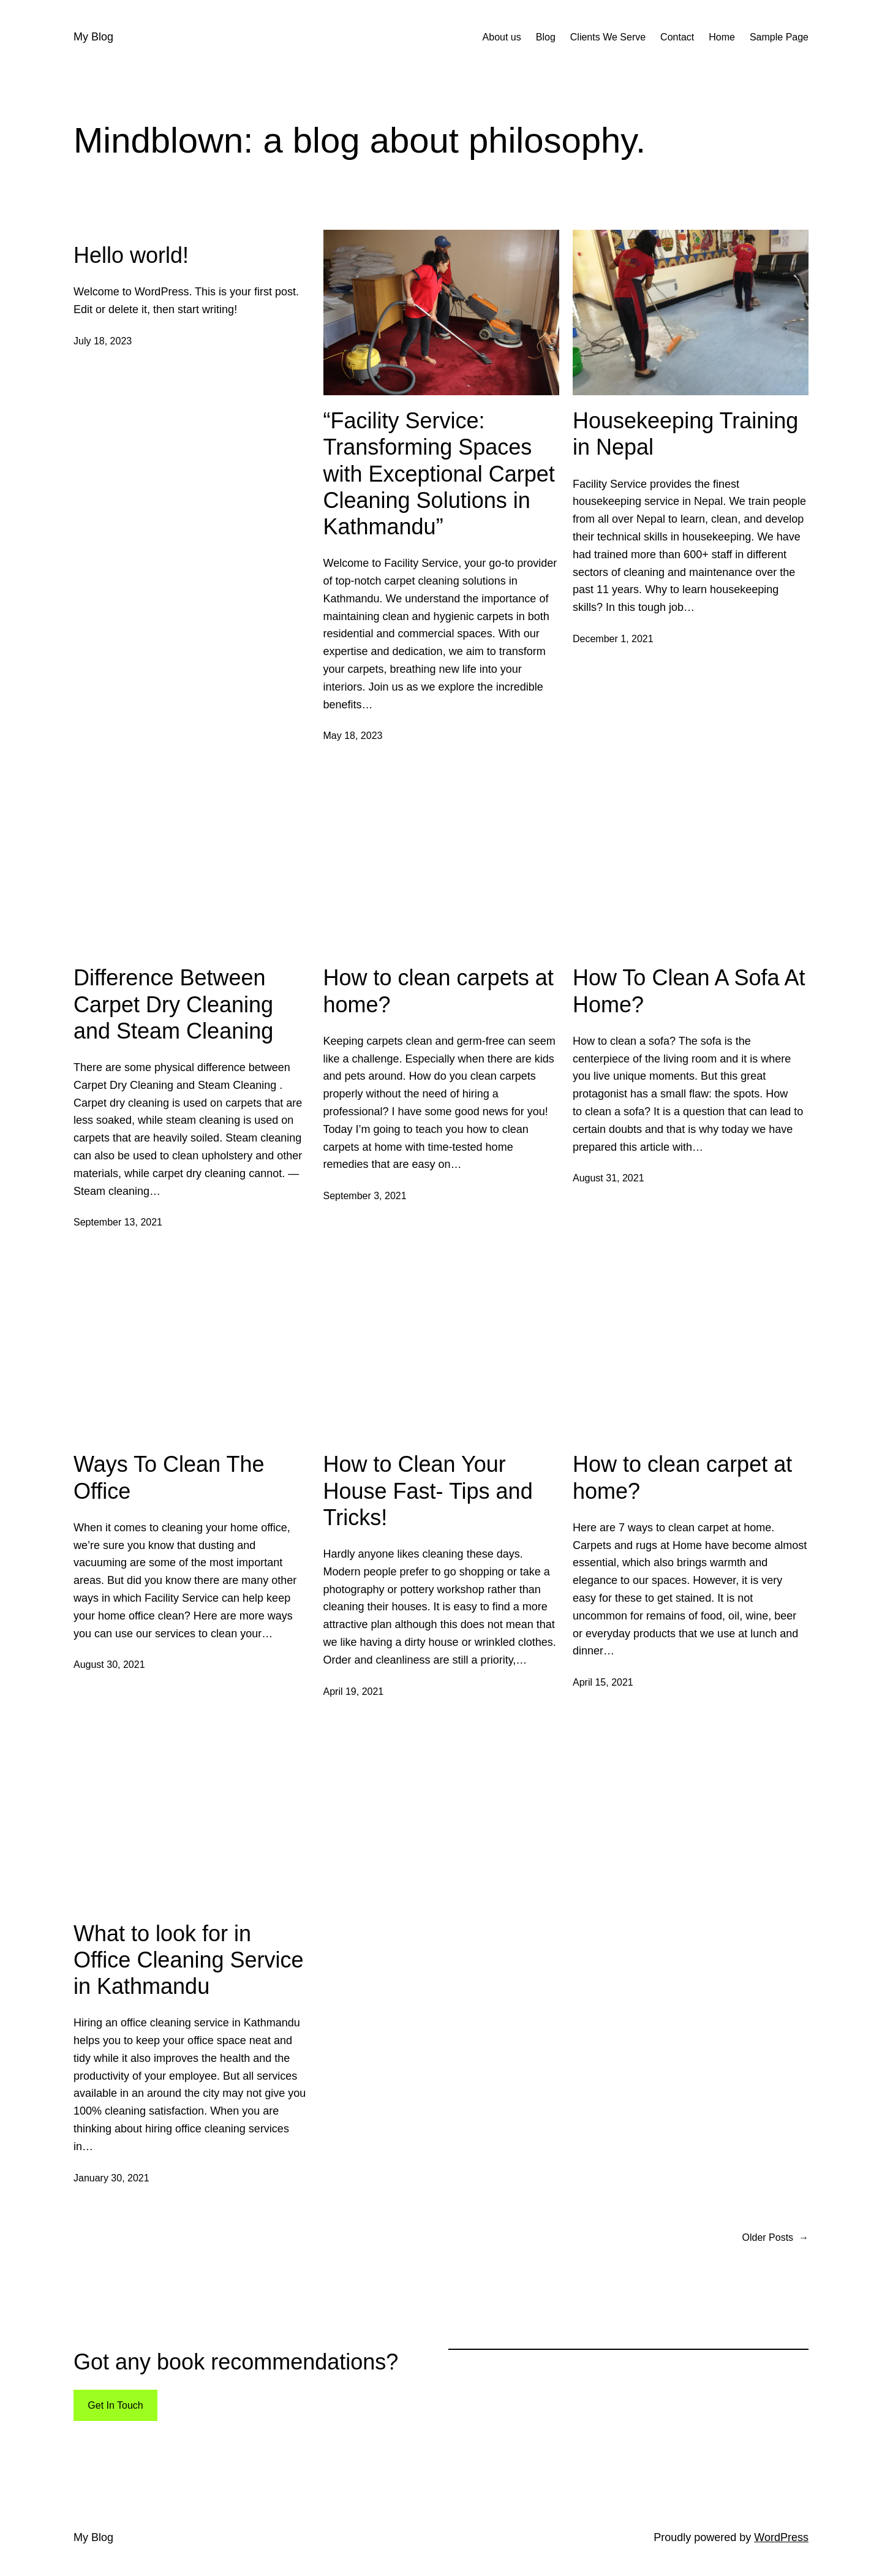 My Blog
About us
Blog
Clients We Serve
Contact
Home
Sample Page
Mindblown: a blog about philosophy.
Hello world!
Welcome to WordPress. This is your first post.
Edit or delete it, then start writing!
July 18, 2023
“Facility Service:
Transforming Spaces
with Exceptional Carpet
Cleaning Solutions in
Kathmandu”
Welcome to Facility Service, your go-to provider
of top-notch carpet cleaning solutions in
Kathmandu. We understand the importance of
maintaining clean and hygienic carpets in both
residential and commercial spaces. With our
expertise and dedication, we aim to transform
your carpets, breathing new life into your
interiors. Join us as we explore the incredible
benefits…
May 18, 2023
Housekeeping Training
in Nepal
Facility Service provides the finest
housekeeping service in Nepal. We train people
from all over Nepal to learn, clean, and develop
their technical skills in housekeeping. We have
had trained more than 600+ staff in different
sectors of cleaning and maintenance over the
past 11 years. Why to learn housekeeping
skills? In this tough job…
December 1, 2021
Difference Between
Carpet Dry Cleaning
and Steam Cleaning
There are some physical difference between
Carpet Dry Cleaning and Steam Cleaning .
Carpet dry cleaning is used on carpets that are
less soaked, while steam cleaning is used on
carpets that are heavily soiled. Steam cleaning
can also be used to clean upholstery and other
materials, while carpet dry cleaning cannot. —
Steam cleaning…
September 13, 2021
How to clean carpets at
home?
Keeping carpets clean and germ-free can seem
like a challenge. Especially when there are kids
and pets around. How do you clean carpets
properly without the need of hiring a
professional? I have some good news for you!
Today I’m going to teach you how to clean
carpets at home with time-tested home
remedies that are easy on…
September 3, 2021
How To Clean A Sofa At
Home?
How to clean a sofa? The sofa is the
centerpiece of the living room and it is where
you live unique moments. But this great
protagonist has a small flaw: the spots. How
to clean a sofa? It is a question that can lead to
certain doubts and that is why today we have
prepared this article with…
August 31, 2021
Ways To Clean The
Office
When it comes to cleaning your home office,
we’re sure you know that dusting and
vacuuming are some of the most important
areas. But did you know there are many other
ways in which Facility Service can help keep
your home office clean? Here are more ways
you can use our services to clean your…
August 30, 2021
How to Clean Your
House Fast- Tips and
Tricks!
Hardly anyone likes cleaning these days.
Modern people prefer to go shopping or take a
photography or pottery workshop rather than
cleaning their houses. It is easy to find a more
attractive plan although this does not mean that
we like having a dirty house or wrinkled clothes.
Order and cleanliness are still a priority,…
April 19, 2021
How to clean carpet at
home?
Here are 7 ways to clean carpet at home.
Carpets and rugs at Home have become almost
essential, which also brings warmth and
elegance to our spaces. However, it is very
easy for these to get stained. It is not
uncommon for remains of food, oil, wine, beer
or everyday products that we use at lunch and
dinner…
April 15, 2021
What to look for in
Office Cleaning Service
in Kathmandu
Hiring an office cleaning service in Kathmandu
helps you to keep your office space neat and
tidy while it also improves the health and the
productivity of your employee. But all services
available in an around the city may not give you
100% cleaning satisfaction. When you are
thinking about hiring office cleaning services
in…
January 30, 2021
Older Posts →
Got any book recommendations?
Get In Touch
My Blog
Proudly powered by WordPress